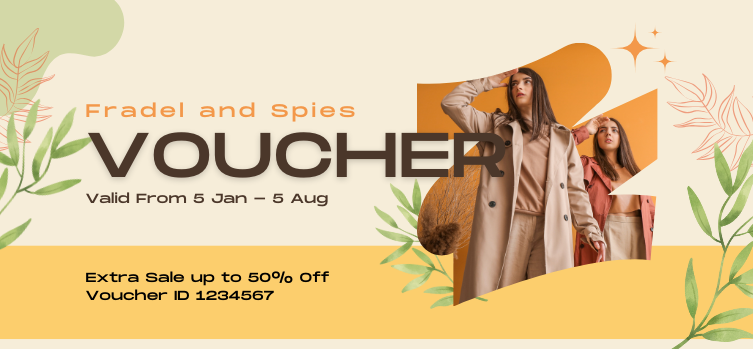 Fradel and Spies
VOUCHER
Valid From 5 Jan – 5 Aug
Extra Sale up to 50% Off
Voucher ID 1234567